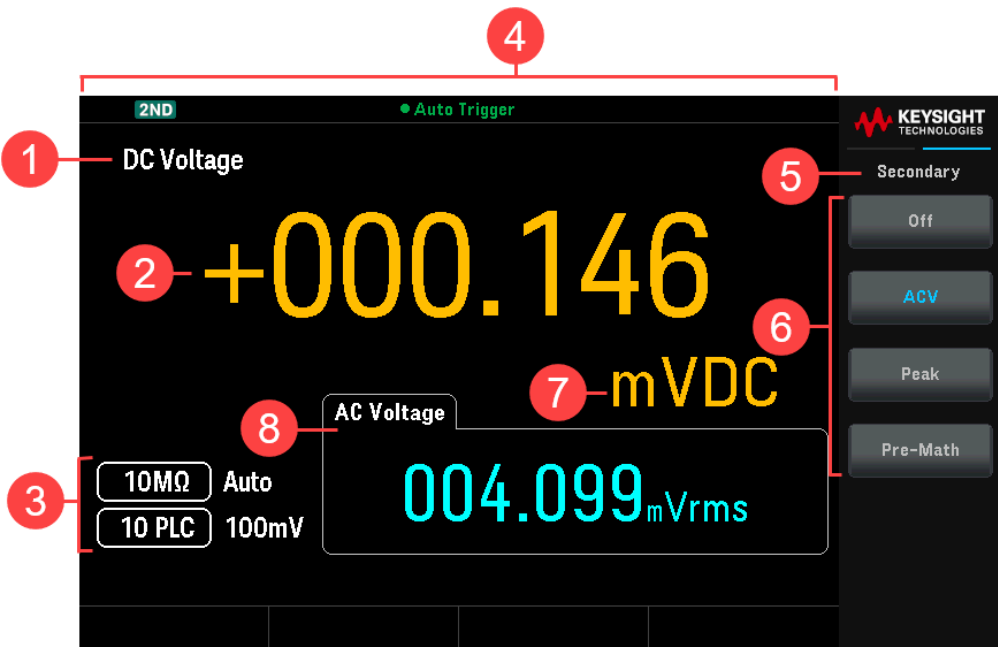 4
2ND
Auto Trigger
KEYSIGHT
TECHNOLOGIES
1
DC Voltage
5
Secondary
Off
2
+000.146
ACV
6
7
mVDC
Peak
8
AC Voltage
Pre-Math
3
10MΩ Auto
10 PLC 100mV
004.099mVrms